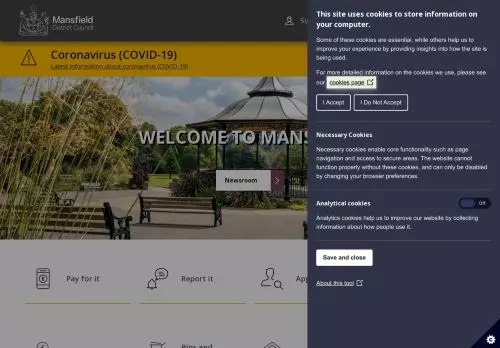 Mansfield
District Council
Coronavirus (COVID-19)
Latest information about coronavirus (COVID-19)
WELCOME TO MANS
Newsroom
Pay for it
Report it
This site uses cookies to store information on
your computer.
Some of these cookies are essential, while others help us to
improve your experience by providing insights into how the site is
being used.
For more detailed information on the cookies we use, please see
our cookies page
I Accept
I Do Not Accept
Necessary Cookies
Necessary cookies enable core functionality such as page
navigation and access to secure areas. The website cannot
function properly without these cookies, and can only be disabled
by changing your browser preferences.
Analytical cookies
Off
Analytics cookies help us to improve our website by collecting
information about how people use it.
Save and close
About this tool